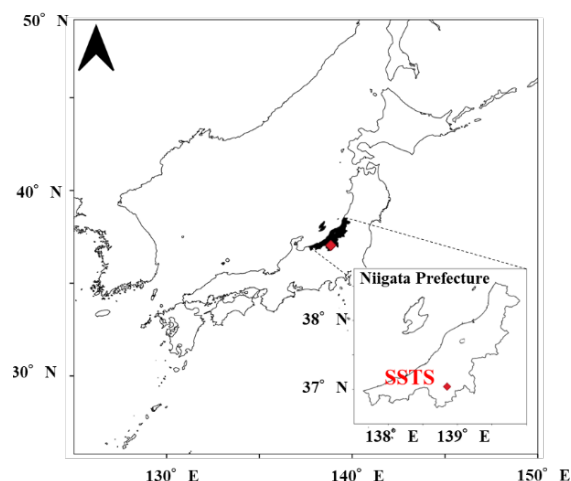 50° N
40° N
30° N
130° E
140° E
150° E
Niigata Prefecture
38° N
SSTS
37° N
138° E
139° E